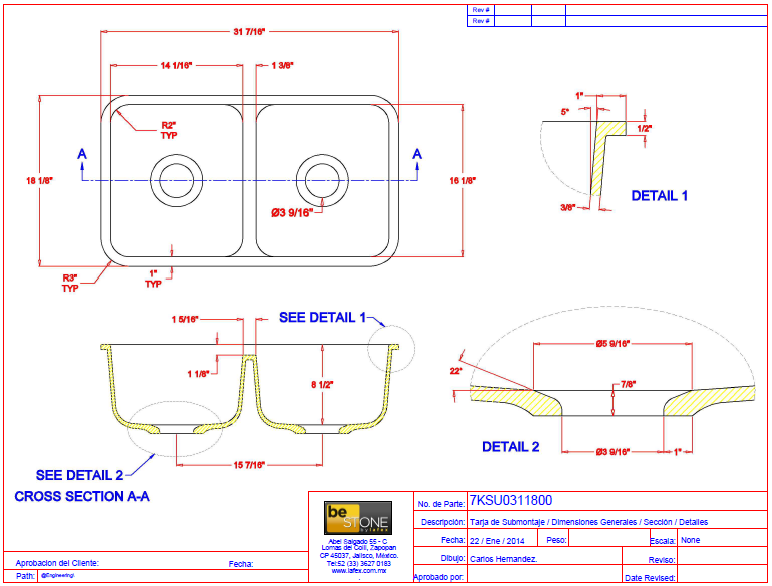 Rev #
Rev #
31 7/16"
14 1/16"
1 3/8"
R2"
TYP
A
A
18 1/8"
16 1/8"
Ø3 9/16"
R3"
TYP
1"
TYP
1"
5°
1/2"
3/8"
DETAIL 1
1 5/16"
SEE DETAIL 1
1 1/8"
8 1/2"
15 7/16"
SEE DETAIL 2
CROSS SECTION A-A
Ø5 9/16"
22°
7/8"
Ø3 9/16"
1"
DETAIL 2
be
STONE
by lafex
Abel Salgado 55 - C
Lomas del Colli, Zapopan
CP 45037, Jalisco, México.
Tel:52 (33) 3627 0183
www.lafex.com.mx
No. de Parte: 7KSU0311800
Descripción: Tarja de Submontaje / Dimensiones Generales / Sección / Detalles
Fecha: 22 / Ene / 2014 Peso: Escala: None
Dibujo: Carlos Hernandez. Reviso:
Aprobado por: Date Revised:
Aprobacion del Cliente: Fecha:
Path: @Engineering\